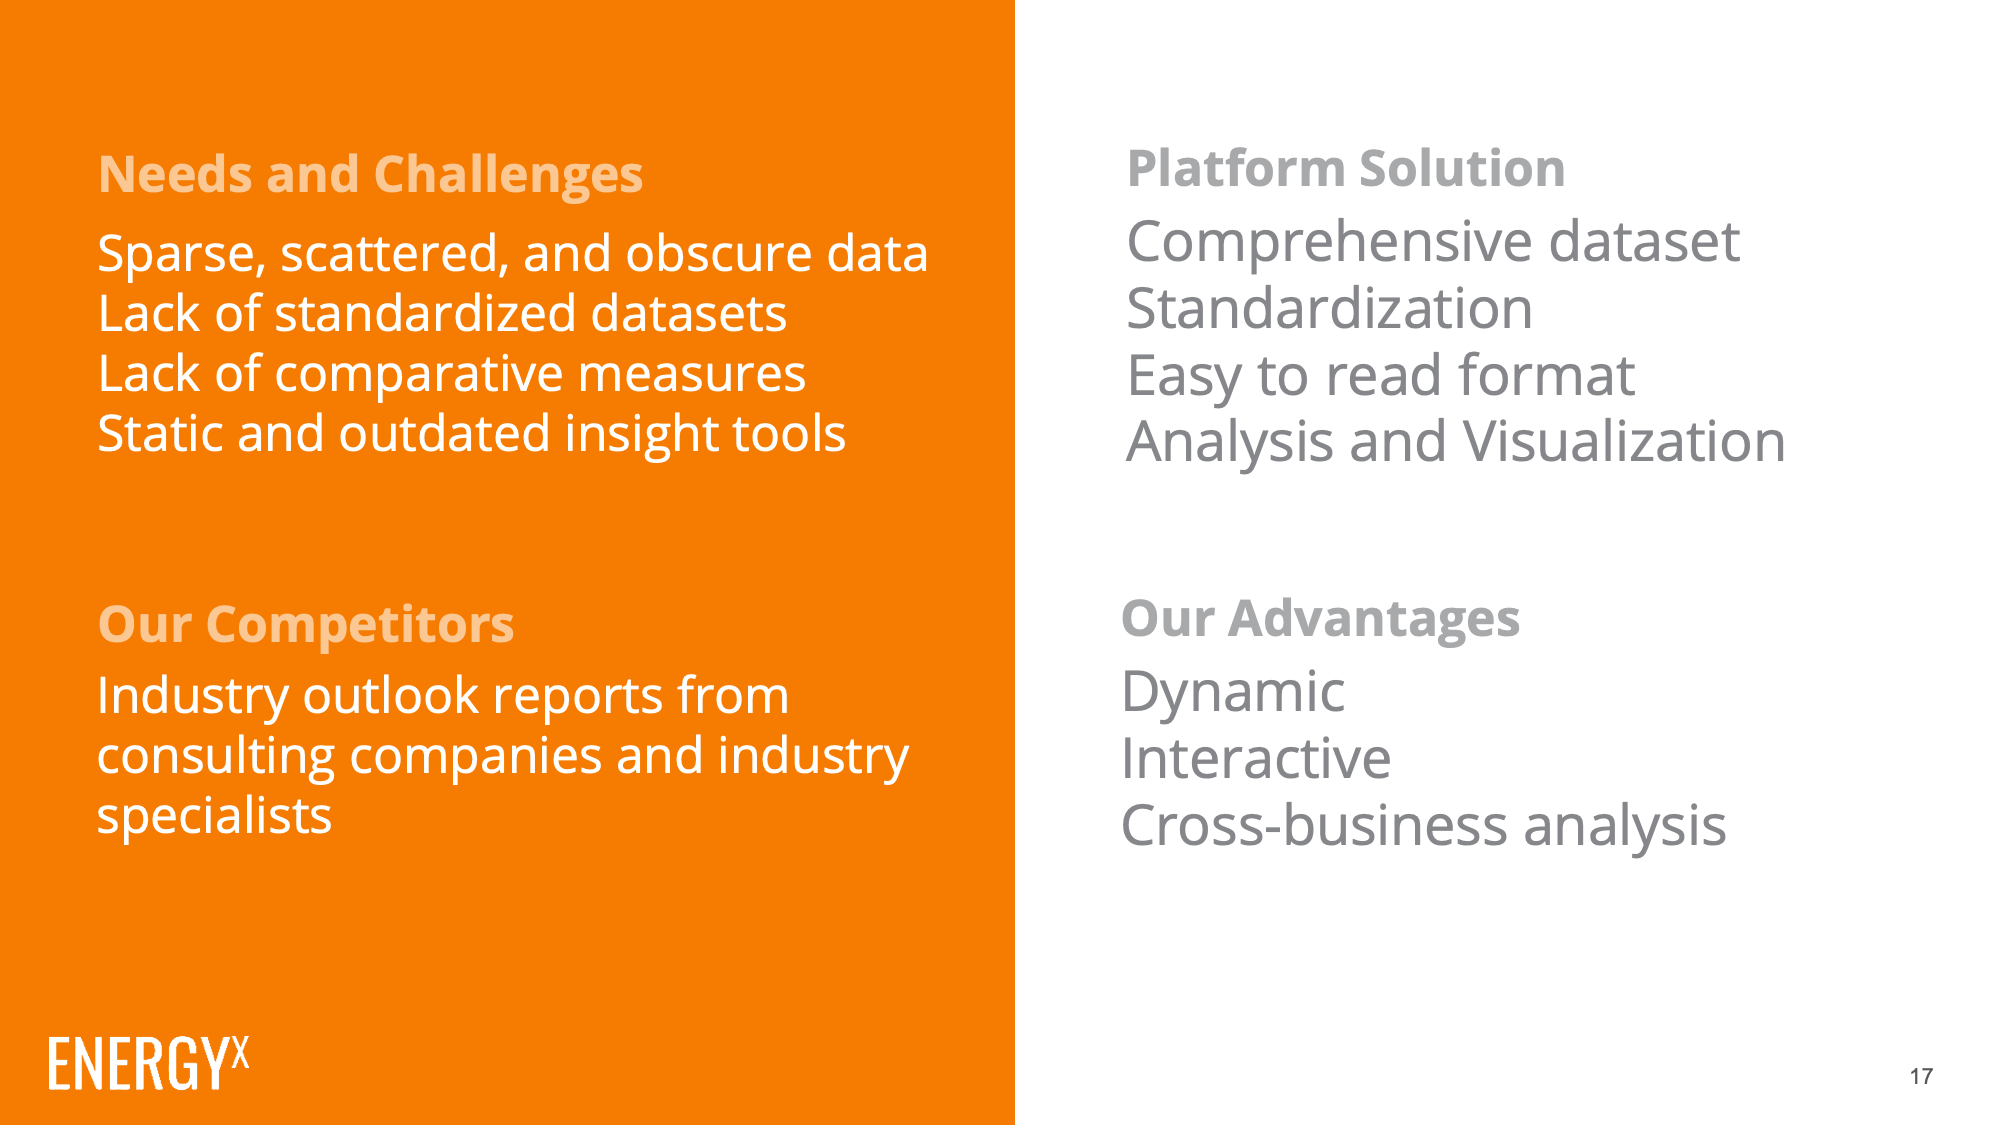 Needs and Challenges
Sparse, scattered, and obscure data
Lack of standardized datasets
Lack of comparative measures
Static and outdated insight tools
Our Competitors
Industry outlook reports from
consulting companies and industry
specialists
ENERGYX
Platform Solution
Comprehensive dataset
Standardization
Easy to read format
Analysis and Visualization
Our Advantages
Dynamic
Interactive
Cross-business analysis
17